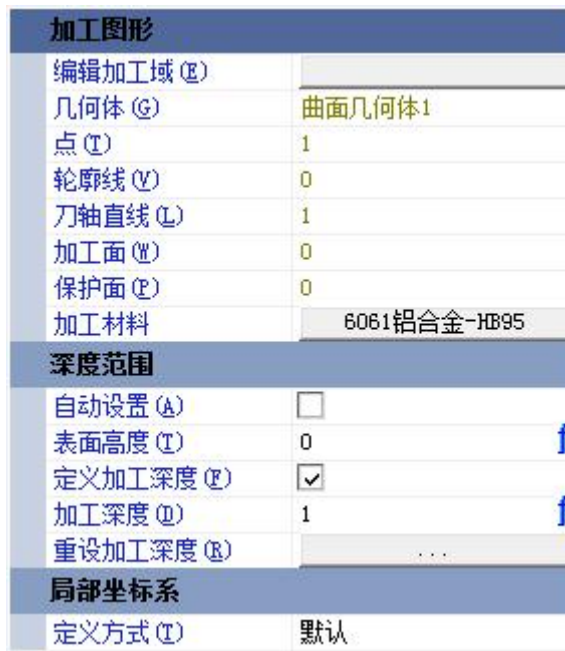 加工图形
编辑加工域(E)
几何体(G) 曲面几何体1
点(T) 1
轮廓线(V) 0
刀轴直线(L) 1
加工面(W) 0
保护面(P) 0
加工材料 6061铝合金-HB95
深度范围
自动设置(A)
表面高度(T) 0
定义加工深度(F)
加工深度(D) 1
重设加工深度(R) ...
局部坐标系
定义方式(T) 默认